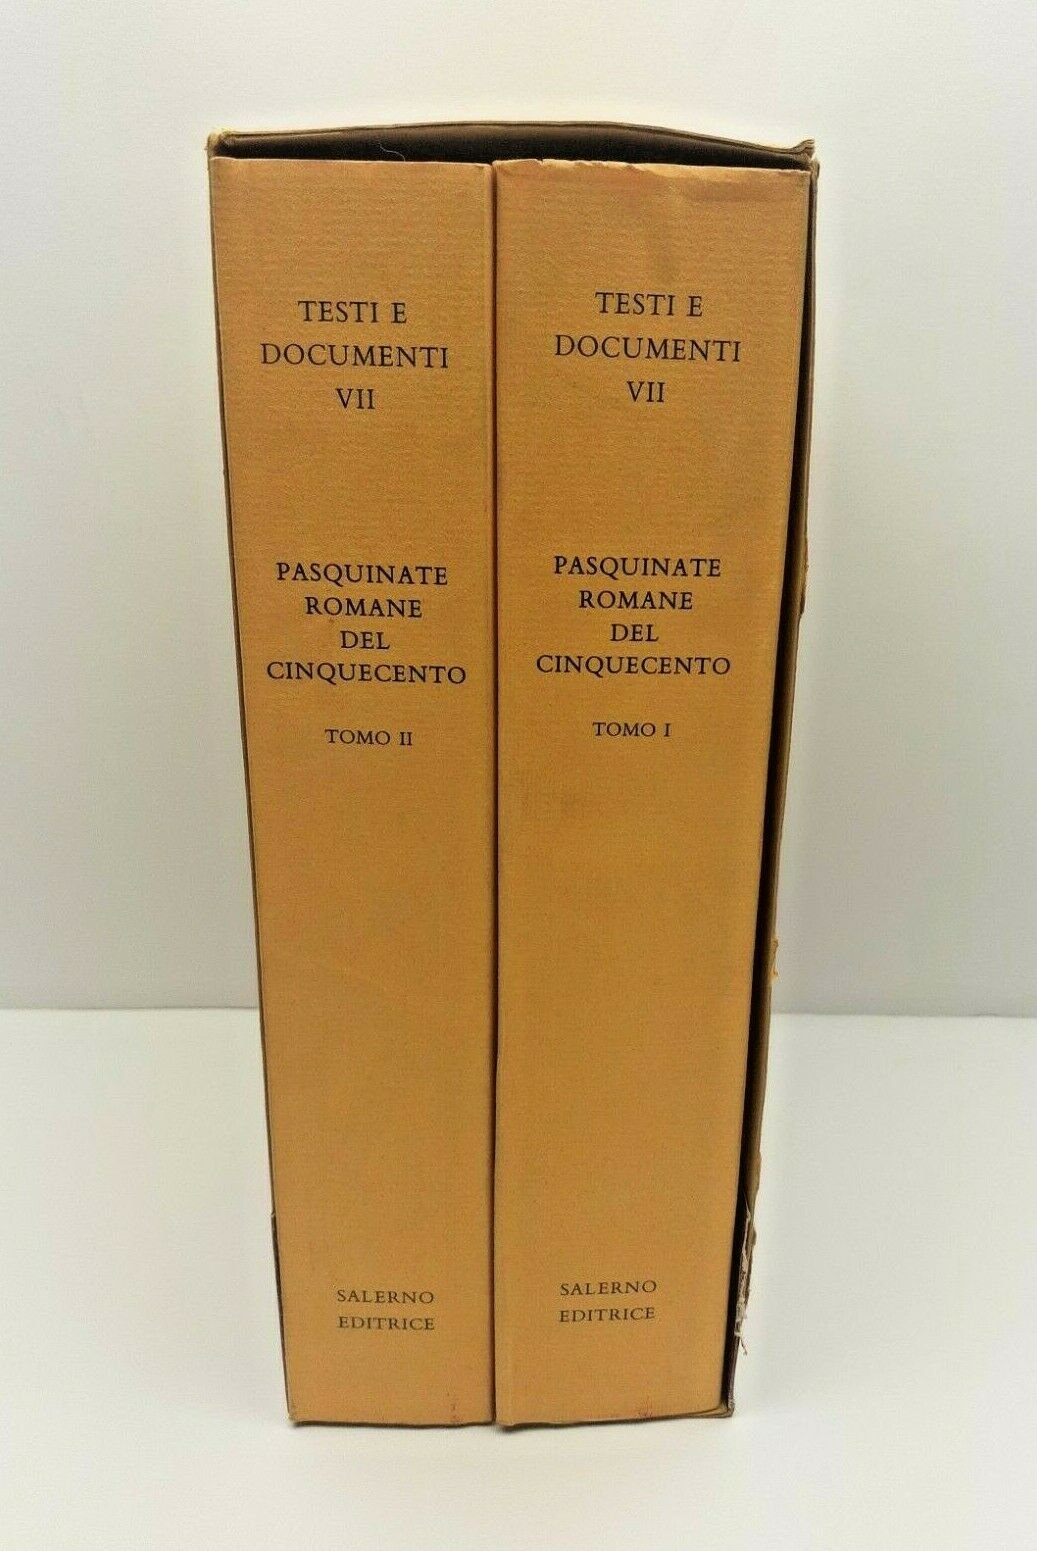 TESTI E
DOCUMENTI
VII
PASQUINATE
ROMANE
DEL
CINQUECENTO
TOMO II
SALERNO
EDITRICE
TESTI E
DOCUMENTI
VII
PASQUINATE
ROMANE
DEL
CINQUECENTO
TOMO I
SALERNO
EDITRICE